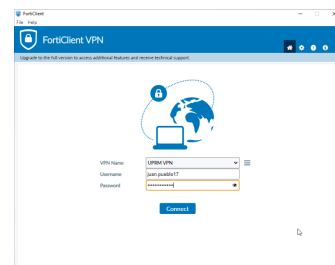 FortiClient
File Help
FortiClient VPN
Upgrade to the full version to access additional features and receive technical support.
VPN Name UPRM VPN
Username juan.pueblo17
Password ••••••••••••
Connect